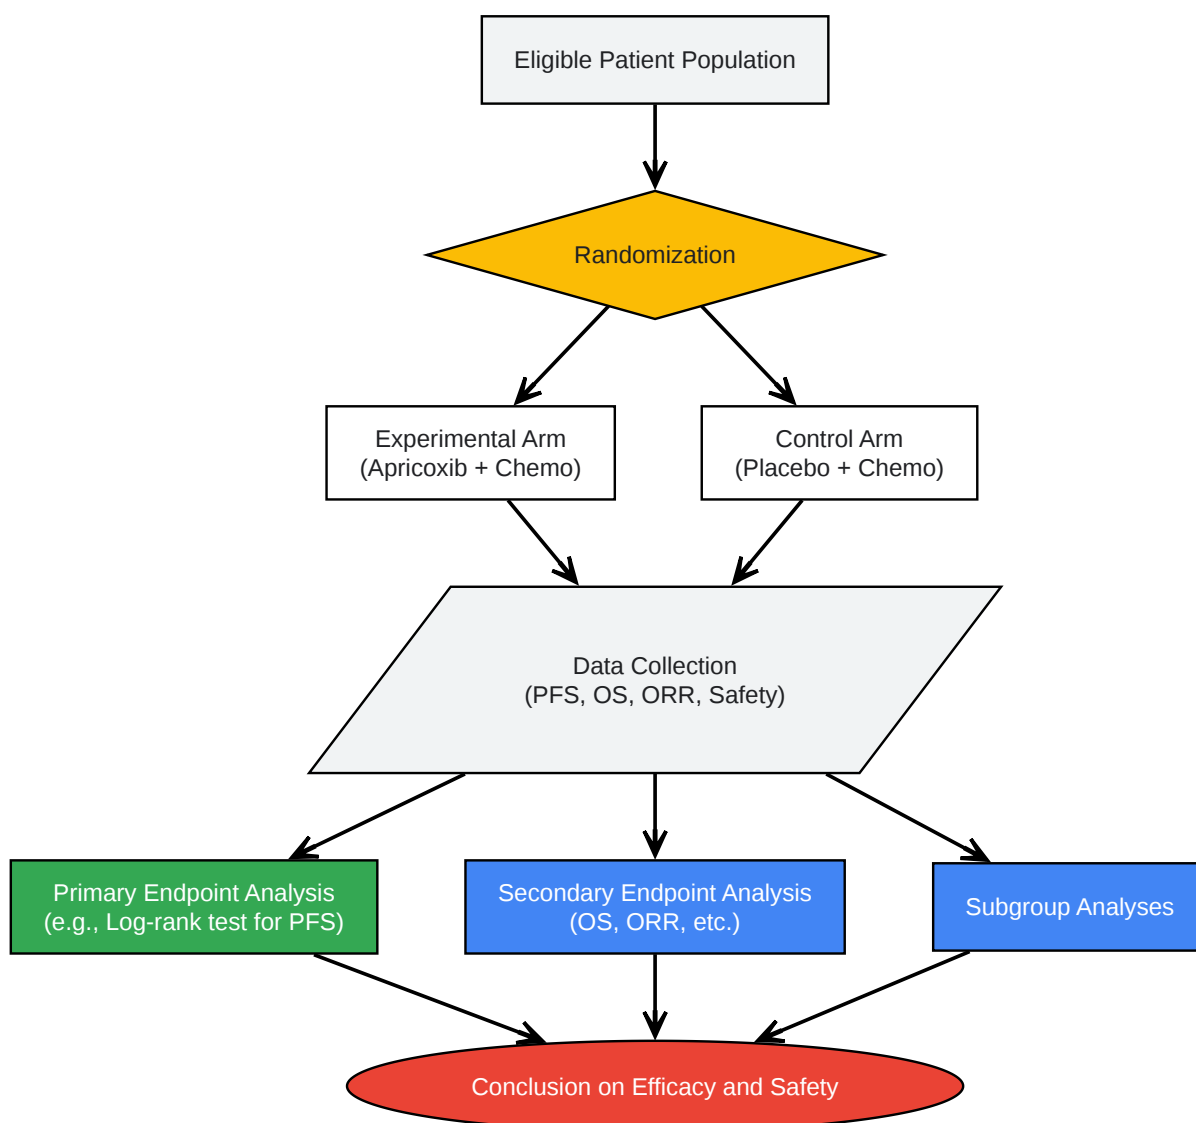 Eligible Patient Population
Randomization
Experimental Arm
(Apricoxib + Chemo)
Control Arm
(Placebo + Chemo)
Data Collection
(PFS, OS, ORR, Safety)
Primary Endpoint Analysis
(e.g., Log-rank test for PFS)
Secondary Endpoint Analysis
(OS, ORR, etc.)
Subgroup Analyses
Conclusion on Efficacy and Safety